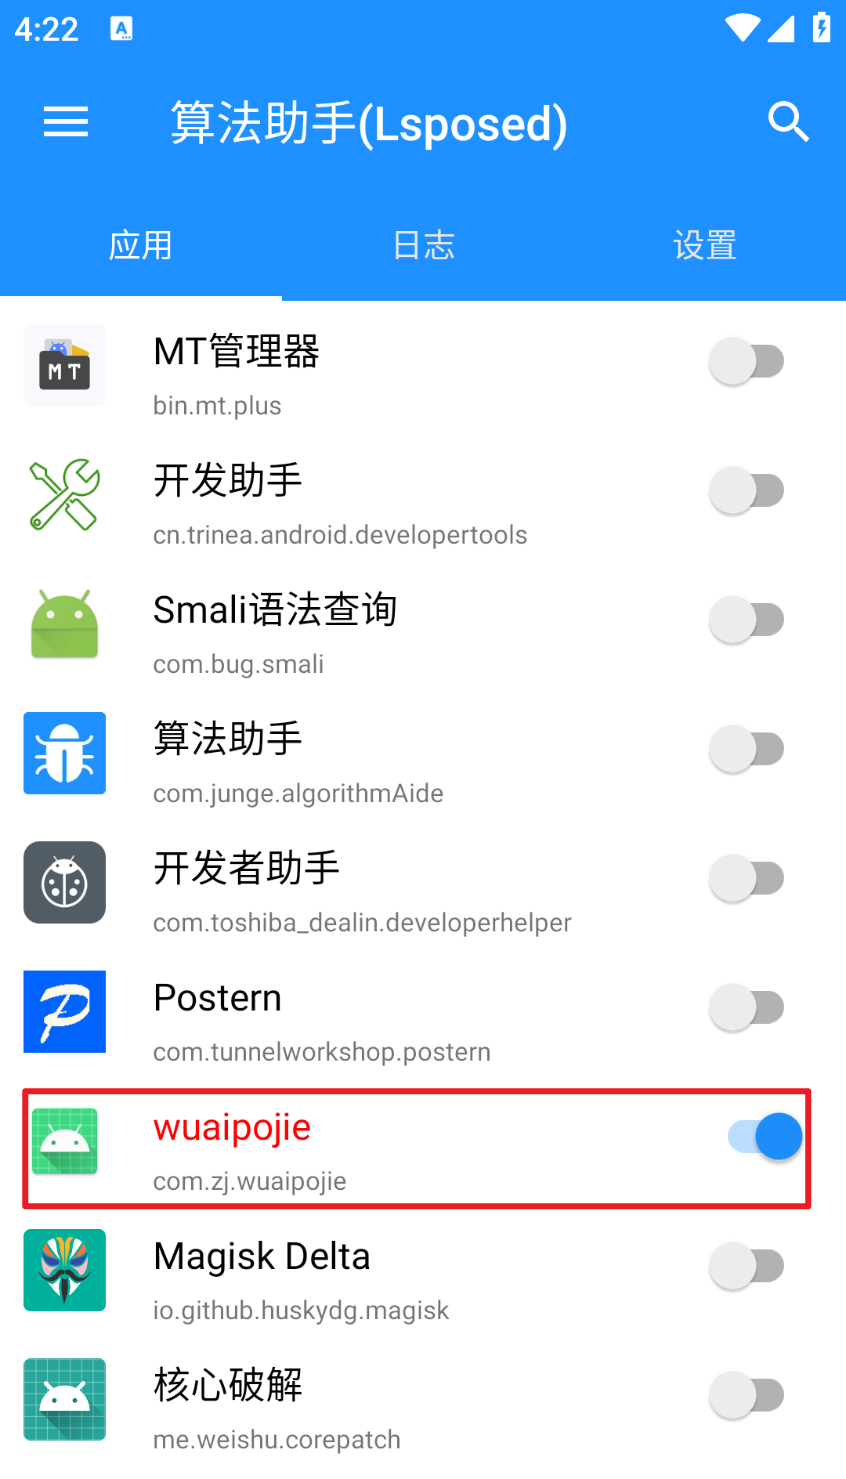 4:22
A
算法助手(Lsposed)
应用
日志
设置
MT管理器
MT
bin.mt.plus
开发助手
cn.trinea.android.developertools
Smali语法查询
com.bug.smali
算法助手
com.junge.algorithmAide
开发者助手
com.toshiba_dealin.developerhelper
Postern
P
com.tunnelworkshop.postern
wuaipojie
com.zj.wuaipojie
Magisk Delta
io.github.huskydg.magisk
核心破解
me.weishu.corepatch